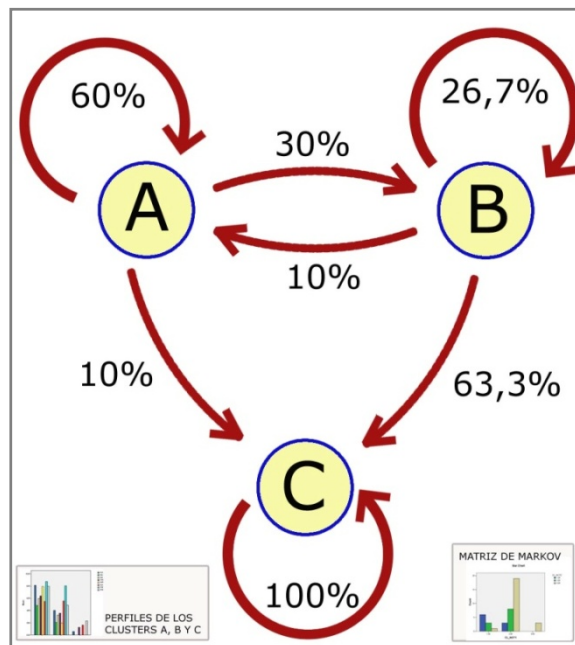 60%
26,7%
30%
A
B
10%
10%
63,3%
C
100%
PERFILES DE LOS
CLUSTERS A, B Y C
MATRIZ DE MARKOV